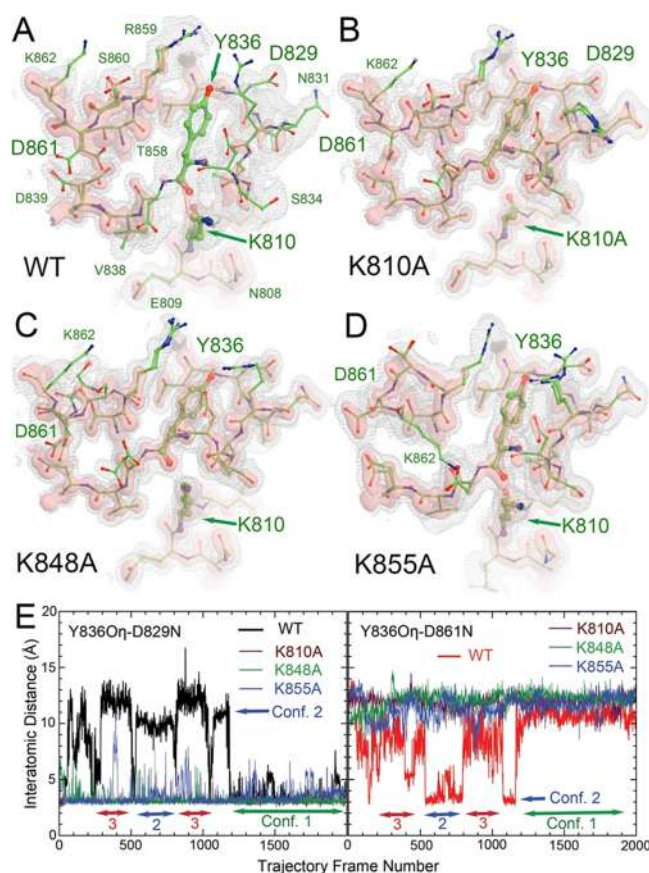 A
R859
Y836
D829
K862
S860
N831
D861
T858
D839
S834
K810
WT
V838
N808
E809
B
K862
Y836
D829
D861
K810A
K810A
C
K862
Y836
D861
K810
K848A
D
Y836
D861
K862
K810
K855A
E
Interatomic Distance (Å)
20
15
10
5
0
Y836Oη-D829N
WT
K810A
K848A
K855A
Conf. 2
3
2
3
Conf. 1
0
500
1000
1500
Y836Oη-D861N
K810A
WT
K848A
K855A
Conf. 2
3
2
3
Conf. 1
0
500
1000
1500
2000
Trajectory Frame Number